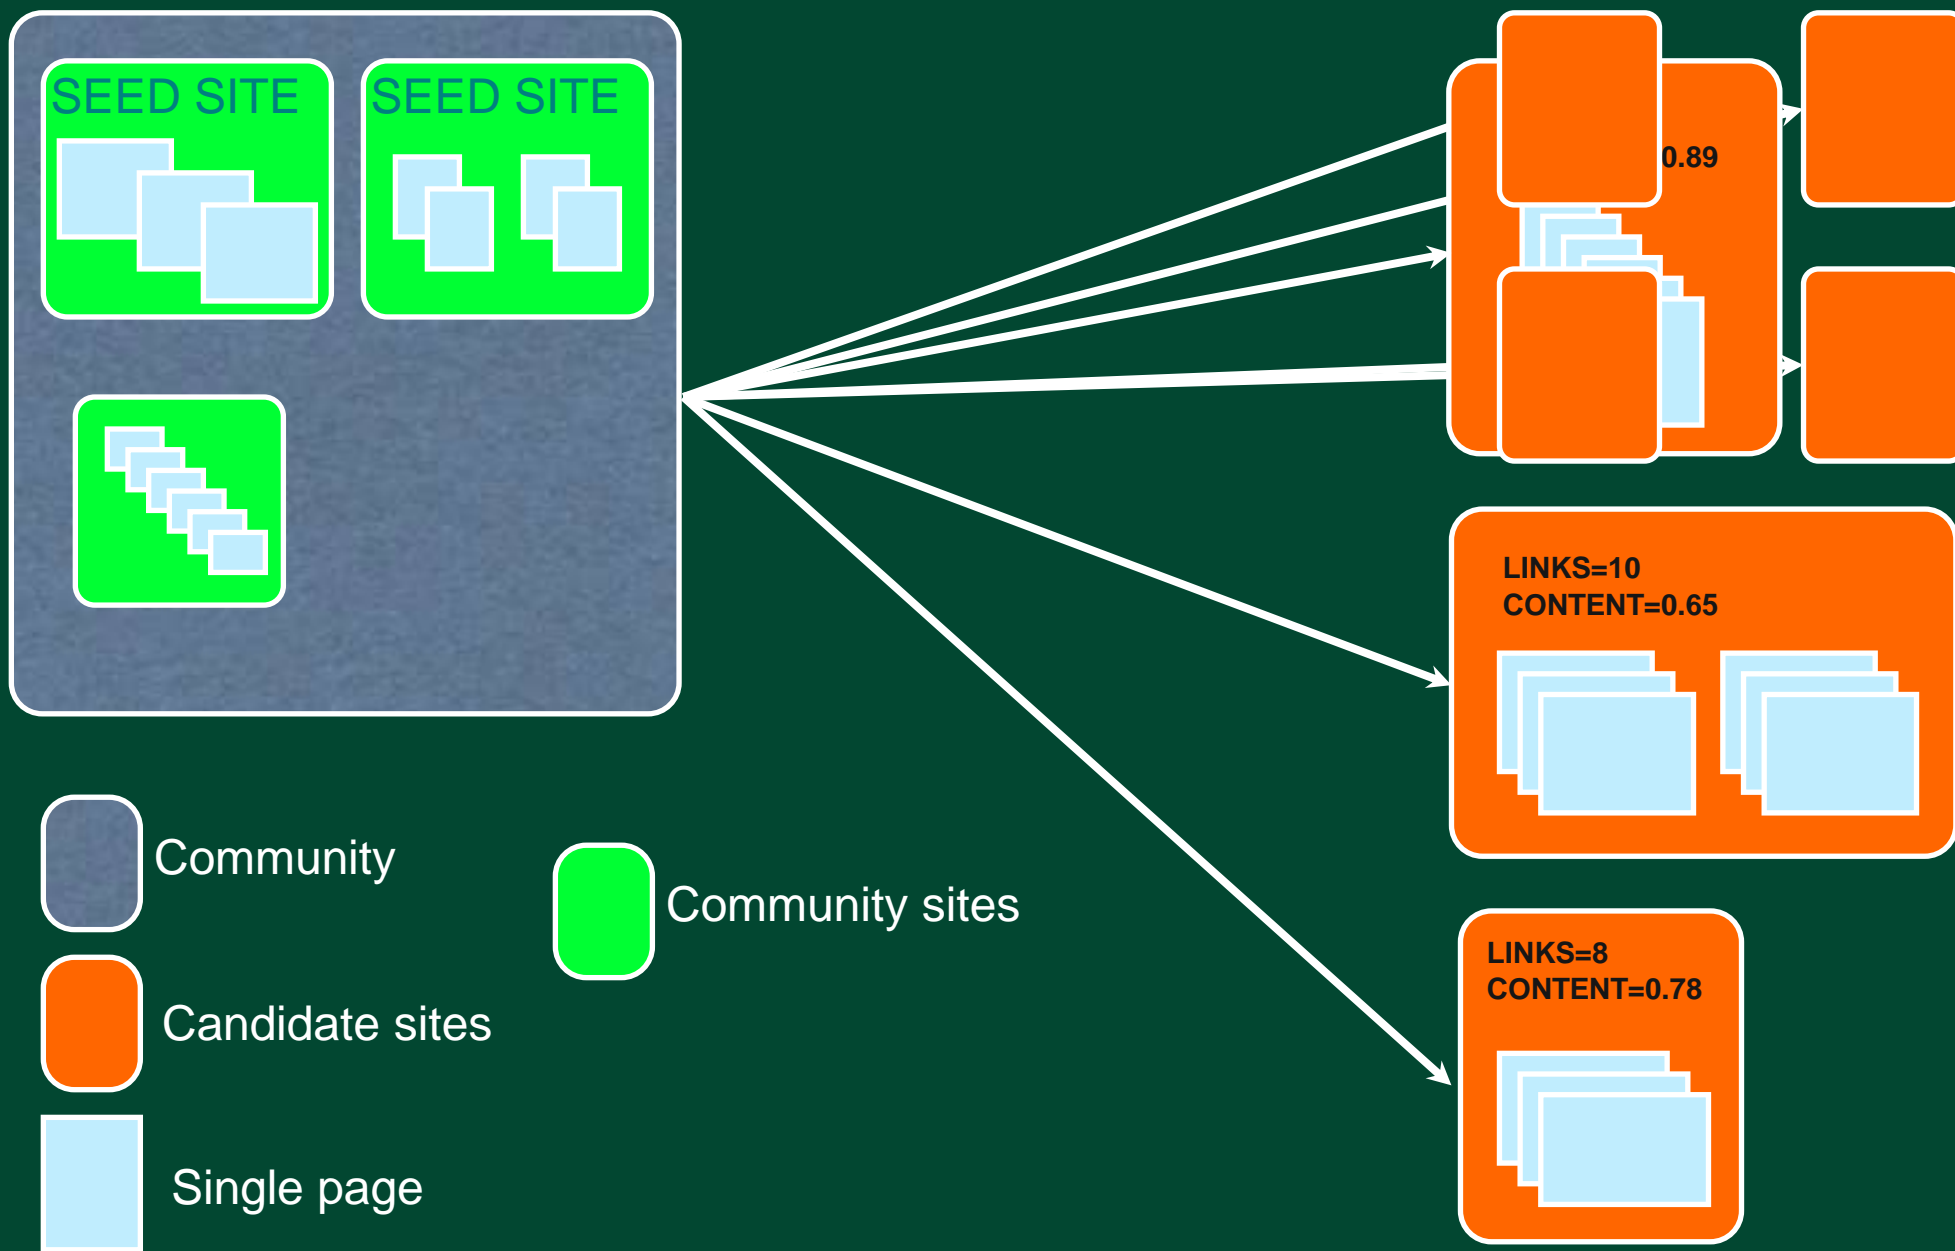 SEED SITE
SEED SITE
0.89
LINKS=10
CONTENT=0.65
Community
Community sites
LINKS=8
CONTENT=0.78
Candidate sites
Single page